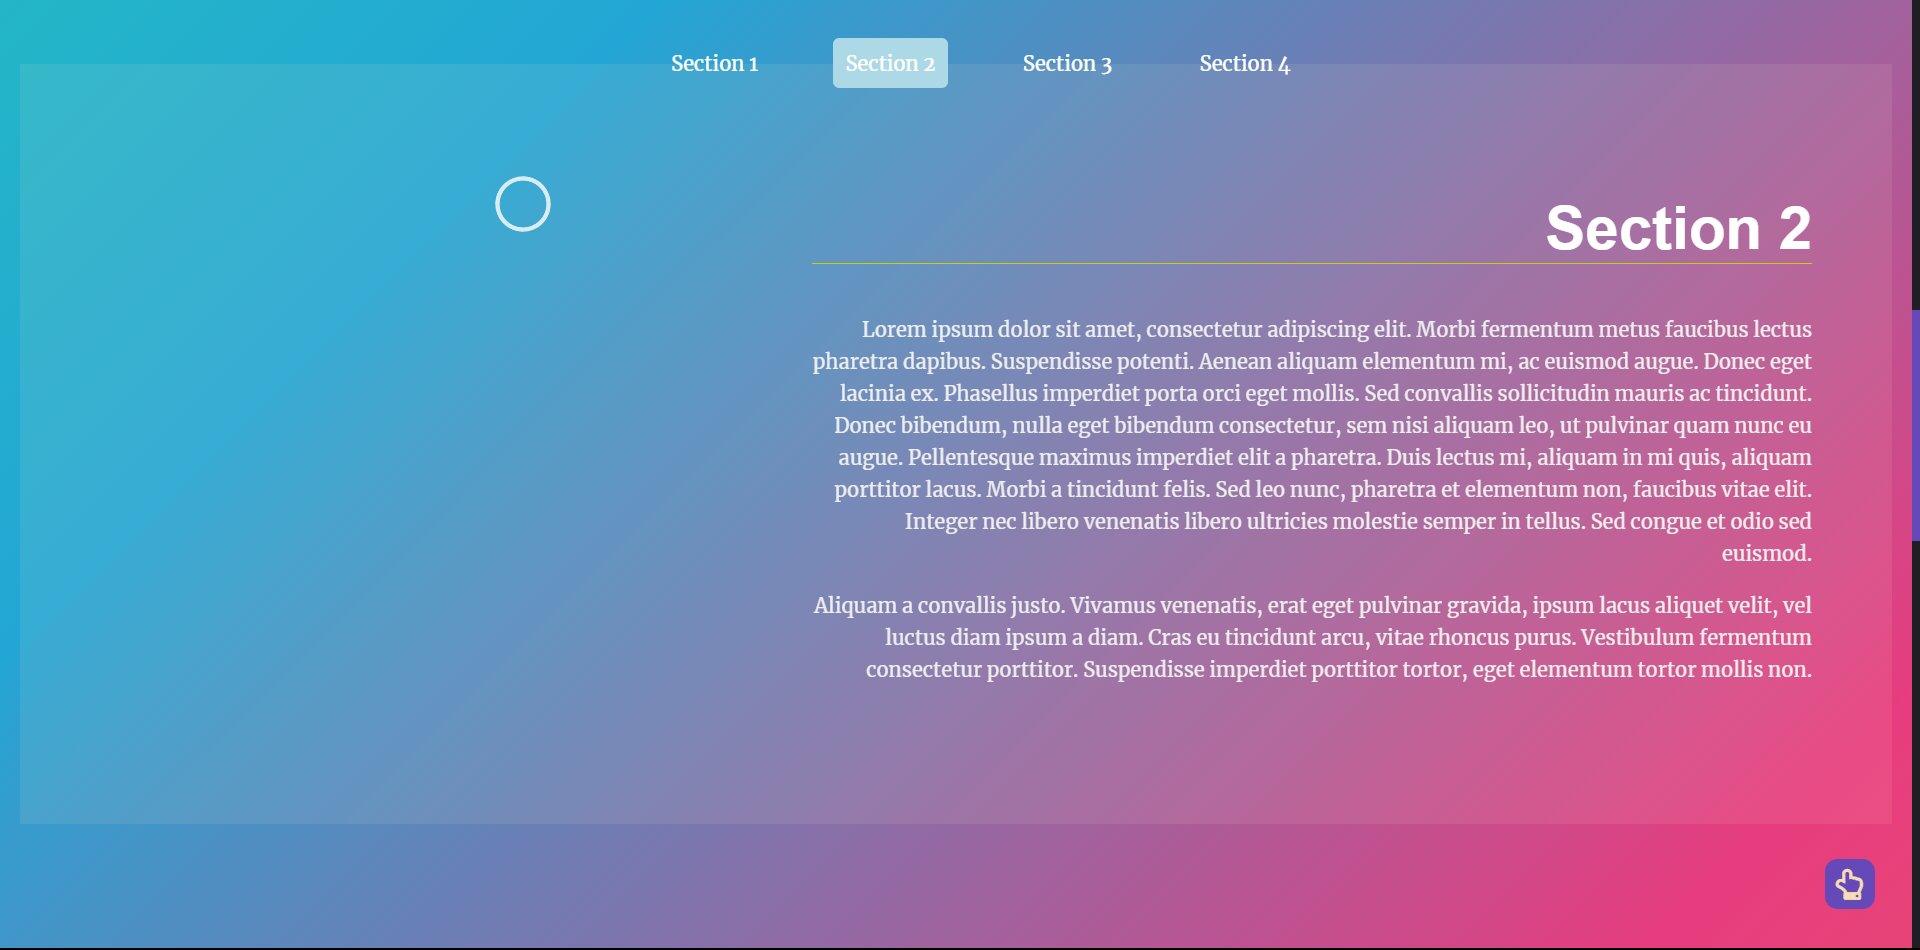 Section 1
Section 2
Section 3
Section 4
Section 2
Lorem ipsum dolor sit amet, consectetur adipiscing elit. Morbi fermentum metus faucibus lectus
pharetra dapibus. Suspendisse potenti. Aenean aliquam elementum mi, ac euismod augue. Donec eget
lacinia ex. Phasellus imperdiet porta orci eget mollis. Sed convallis sollicitudin mauris ac tincidunt.
Donec bibendum, nulla eget bibendum consectetur, sem nisi aliquam leo, ut pulvinar quam nunc eu
augue. Pellentesque maximus imperdiet elit a pharetra. Duis lectus mi, aliquam in mi quis, aliquam
porttitor lacus. Morbi a tincidunt felis. Sed leo nunc, pharetra et elementum non, faucibus vitae elit.
Integer nec libero venenatis libero ultricies molestie semper in tellus. Sed congue et odio sed
euismod.
Aliquam a convallis justo. Vivamus venenatis, erat eget pulvinar gravida, ipsum lacus aliquet velit, vel
luctus diam ipsum a diam. Cras eu tincidunt arcu, vitae rhoncus purus. Vestibulum fermentum
consectetur porttitor. Suspendisse imperdiet porttitor tortor, eget elementum tortor mollis non.